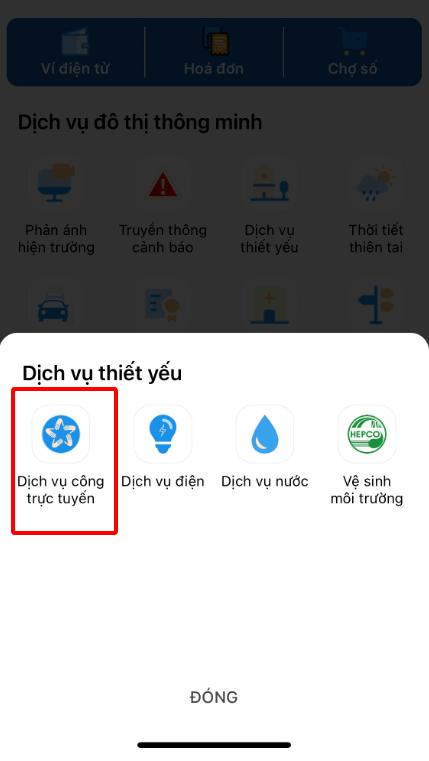 Ví điện tử
Hoá đơn
Chợ số
Dịch vụ đô thị thông minh
Phản ánh
hiện trường
Truyền thông
cảnh báo
Dịch vụ
thiết yếu
Thời tiết
thiên tai
Dịch vụ thiết yếu
HEPCO
Dịch vụ công
trực tuyến
Dịch vụ điện
Dịch vụ nước
Vệ sinh
môi trường
ĐÓNG